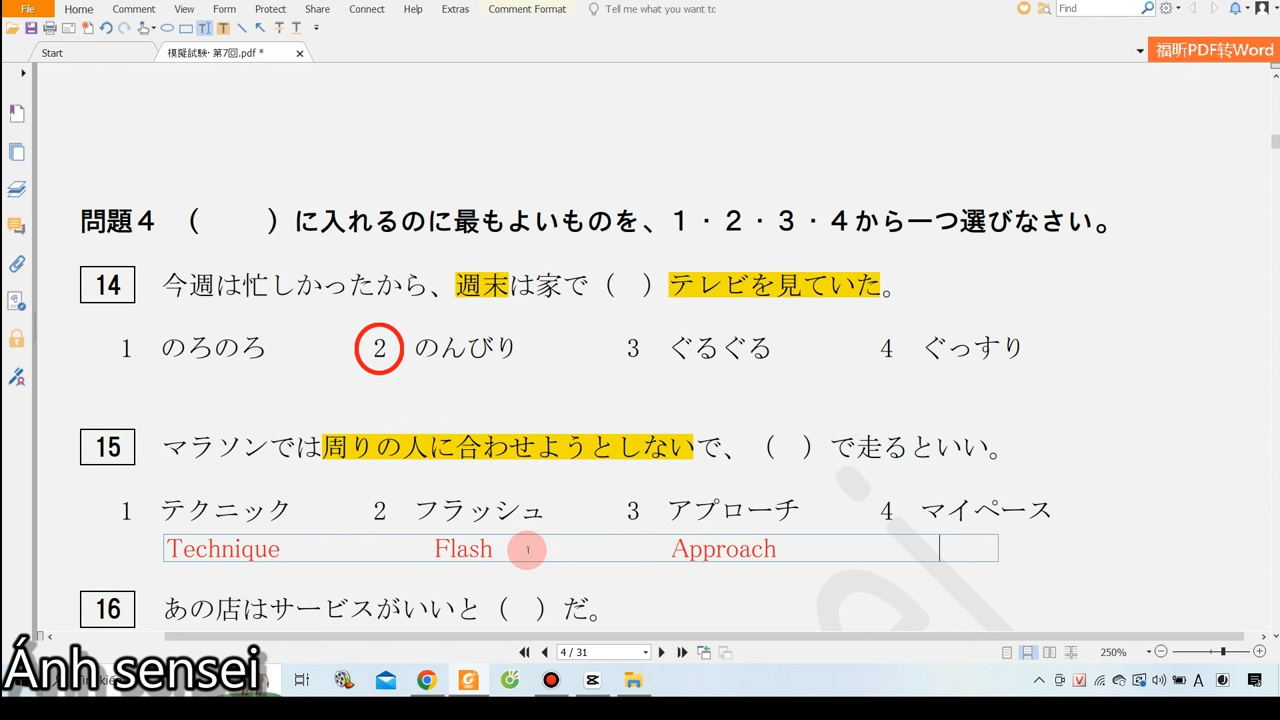 File Home Comment View Form Protect Share Connect Help Extras Comment Format Tell me what you want to Find
Start 模擬試験・第7回.pdf * 福昕PDF转Word
問題４ （ ）に入れるのに最もよいものを、１・２・３・４から一つ選びなさい。
14 今週は忙しかったから、週末は家で（ ）テレビを見ていた。
1 のろのろ 2 のんびり 3 ぐるぐる 4 ぐっすり
15 マラソンでは周りの人に合わせようとしないで、（ ）で走るといい。
1 テクニック 2 フラッシュ 3 アプローチ 4 マイペース
Technique Flash Approach
16 あの店はサービスがいいと（ ）だ。
4 / 31 250%
Ánh sensei